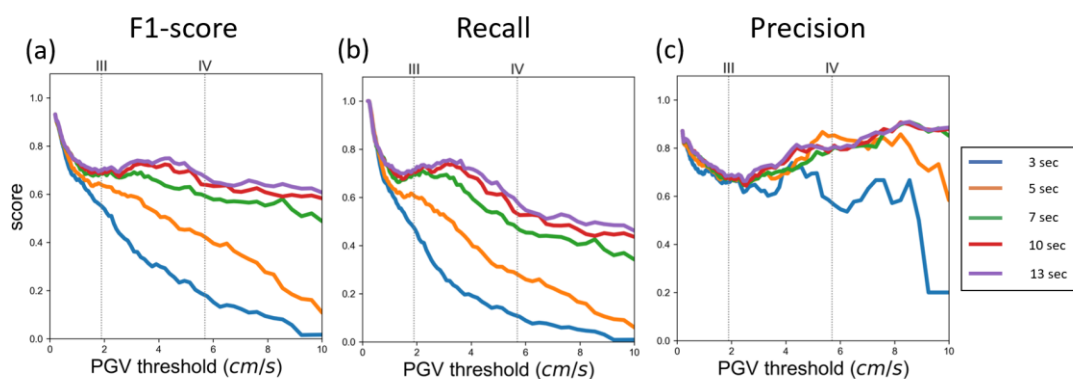 F1-score
Recall
Precision
(a)
(b)
(c)
III
IV
III
IV
III
IV
score
1.0
0.8
0.6
0.4
0.2
0.0
1.0
0.8
0.6
0.4
0.2
0.0
1.0
0.8
0.6
0.4
0.2
0.0
0 2 4 6 8 10
0 2 4 6 8 10
0 2 4 6 8 10
PGV threshold (cm/s)
PGV threshold (cm/s)
PGV threshold (cm/s)
3 sec
5 sec
7 sec
10 sec
13 sec